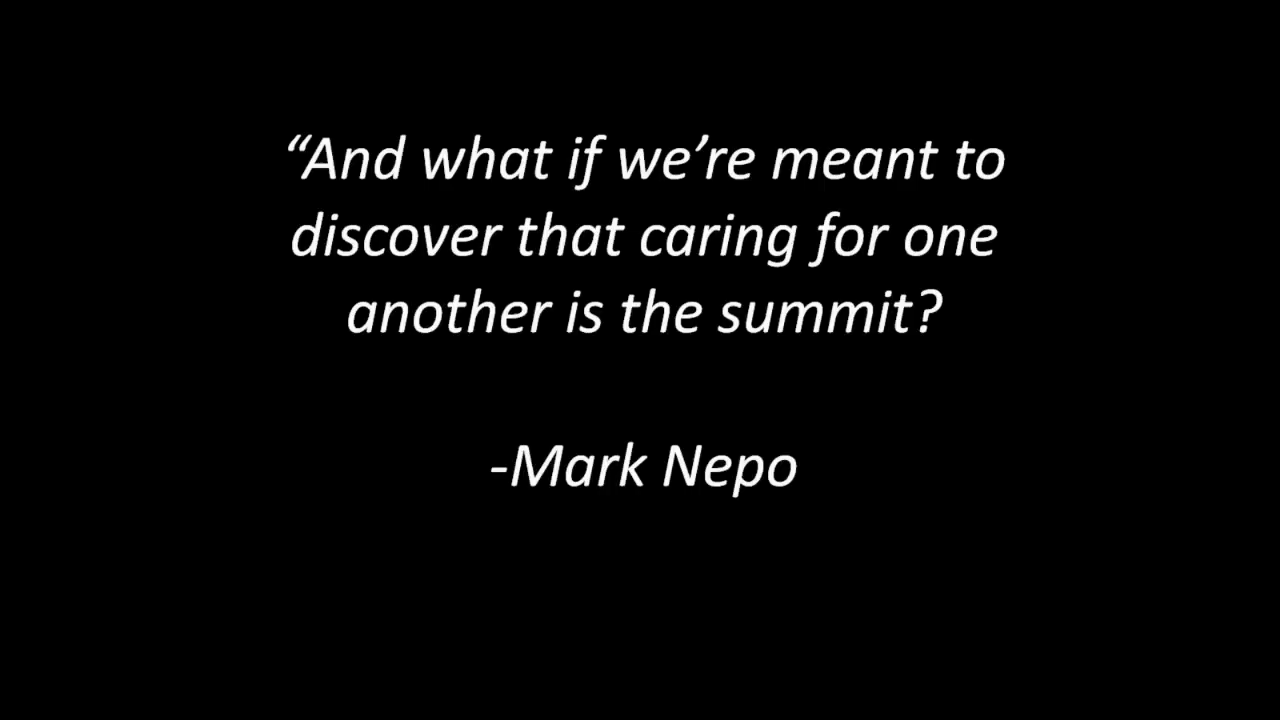 “And what if we’re meant to
discover that caring for one
another is the summit?
-Mark Nepo